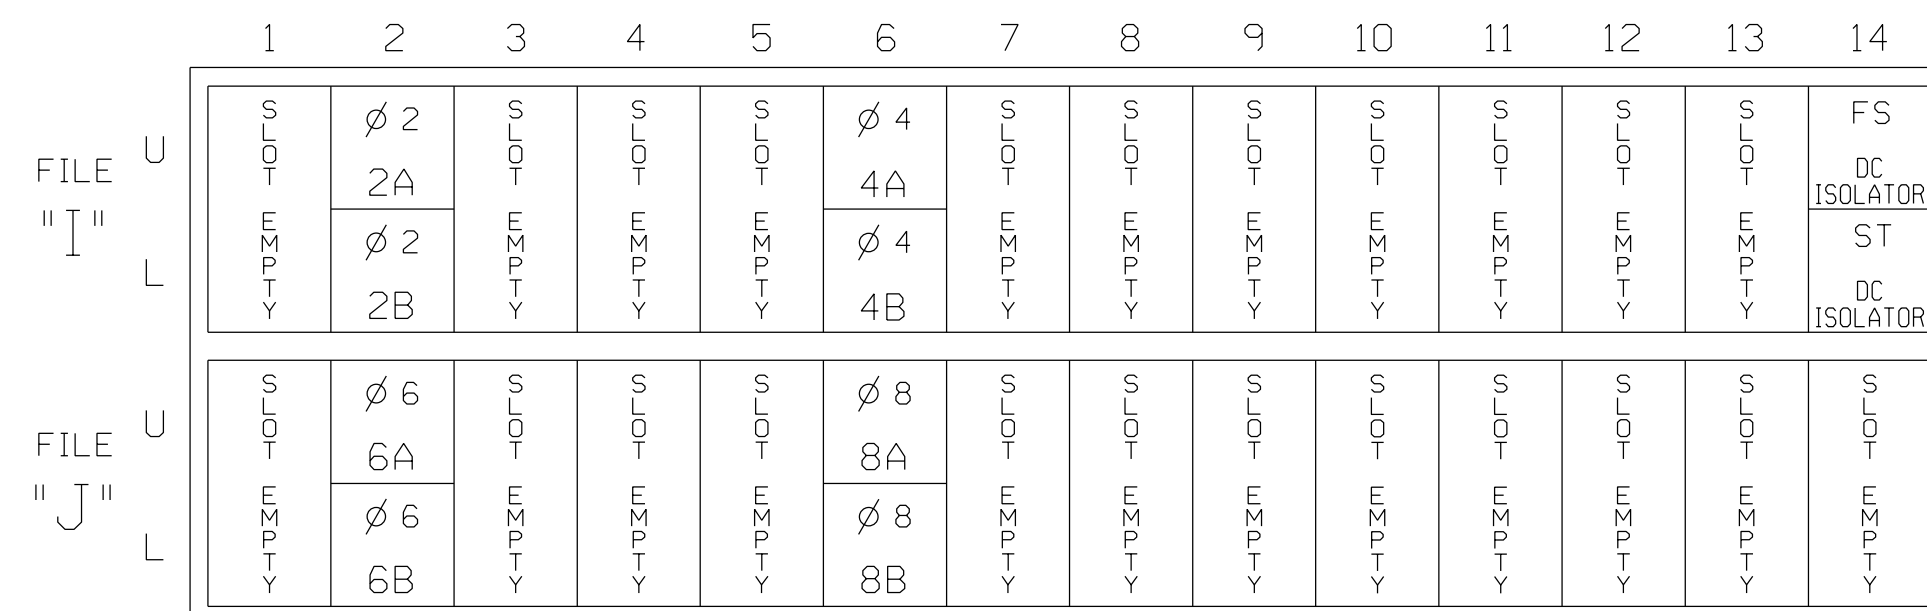 1 2 3 4 5 6 7 8 9 10 11 12 13 14
FILE
"I"
U
L
SLOT EMPTY
Ø 2
2A
Ø 2
2B
SLOT EMPTY
SLOT EMPTY
SLOT EMPTY
Ø 4
4A
Ø 4
4B
SLOT EMPTY
SLOT EMPTY
SLOT EMPTY
SLOT EMPTY
SLOT EMPTY
SLOT EMPTY
SLOT EMPTY
FS
DC
ISOLATOR
ST
DC
ISOLATOR
FILE
"J"
U
L
SLOT EMPTY
Ø 6
6A
Ø 6
6B
SLOT EMPTY
SLOT EMPTY
SLOT EMPTY
Ø 8
8A
Ø 8
8B
SLOT EMPTY
SLOT EMPTY
SLOT EMPTY
SLOT EMPTY
SLOT EMPTY
SLOT EMPTY
SLOT EMPTY
SLOT EMPTY